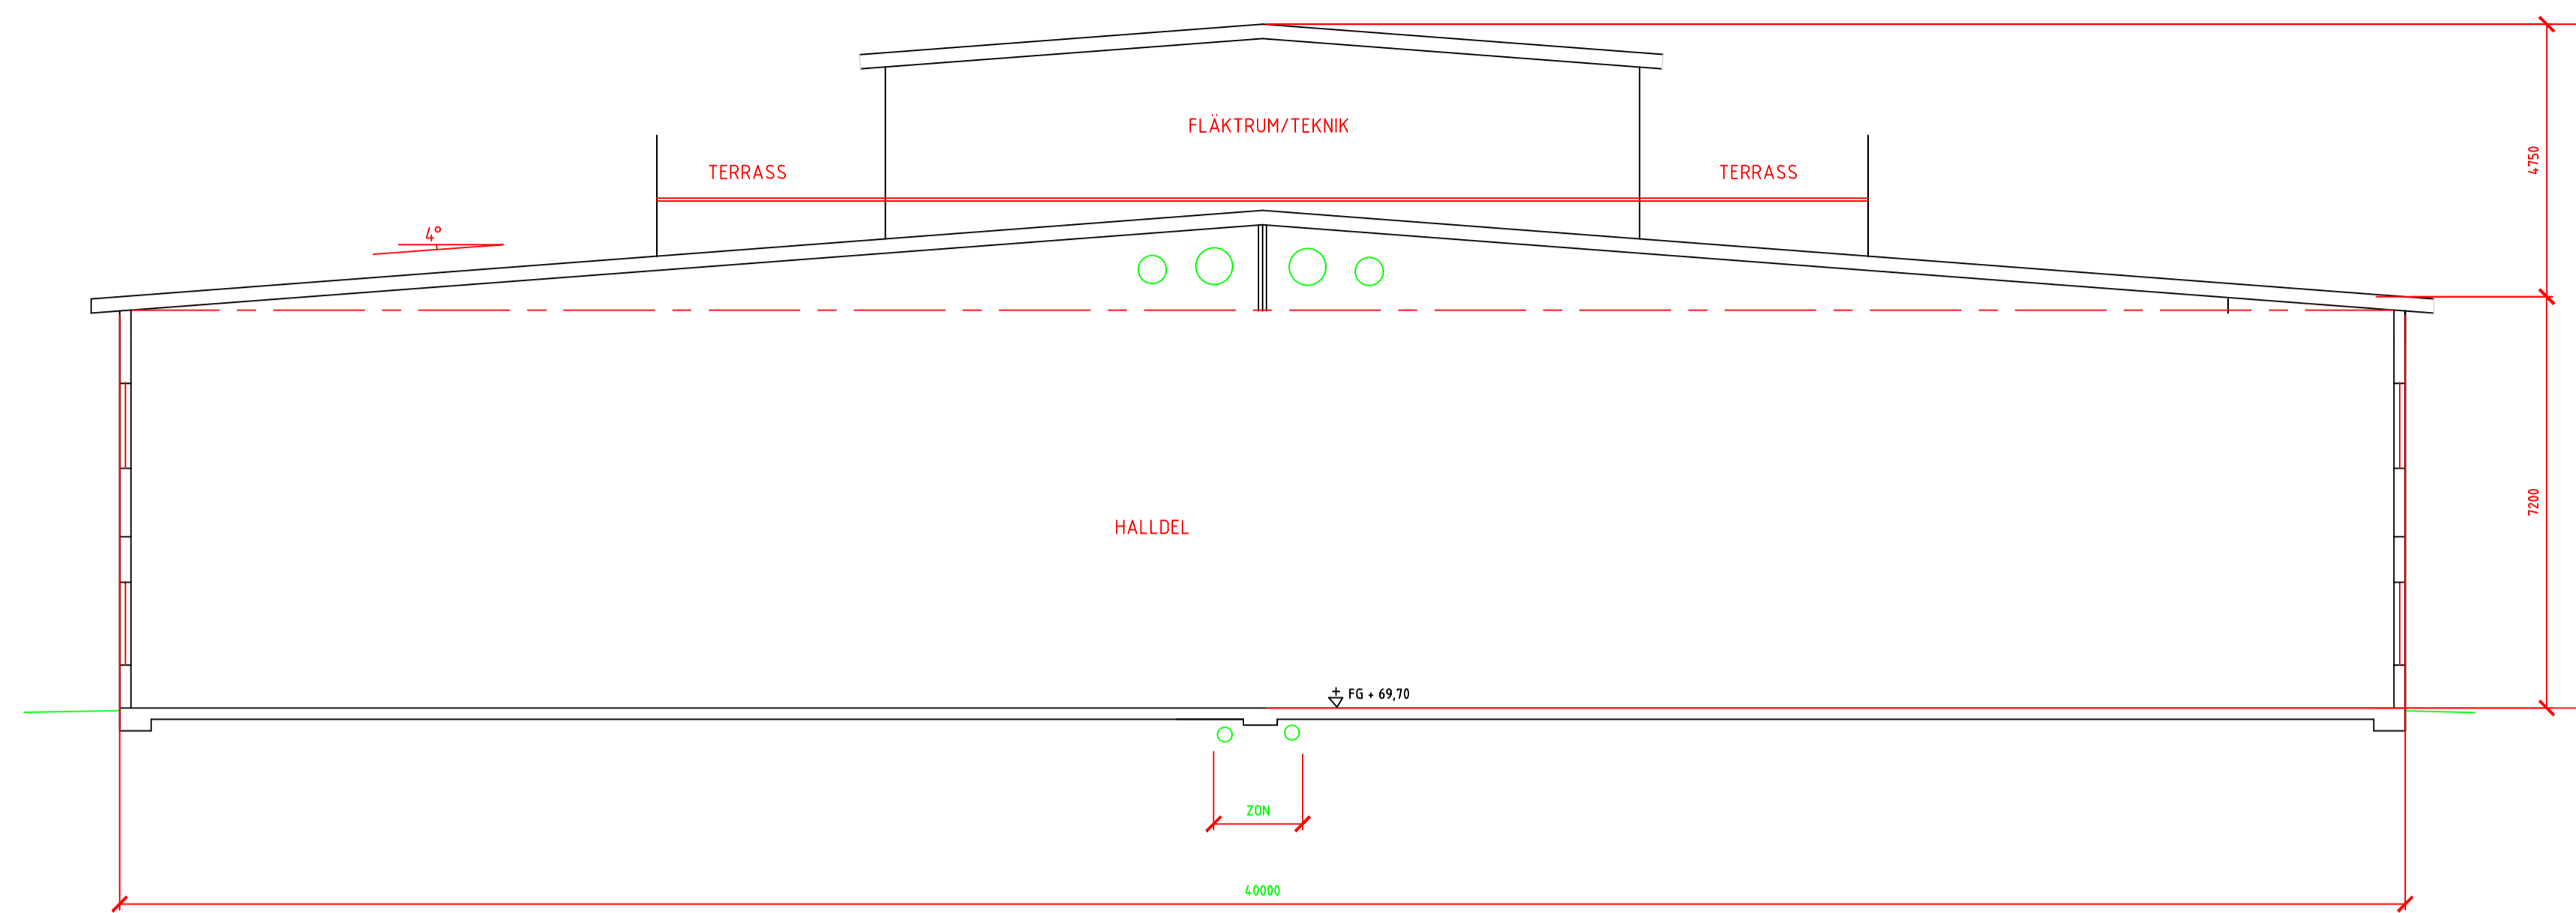 FLÄKTRUM/TEKNIK
4750
TERRASS
TERRASS
4°
7200
HALLDEL
FG + 69,70
ZON
40000